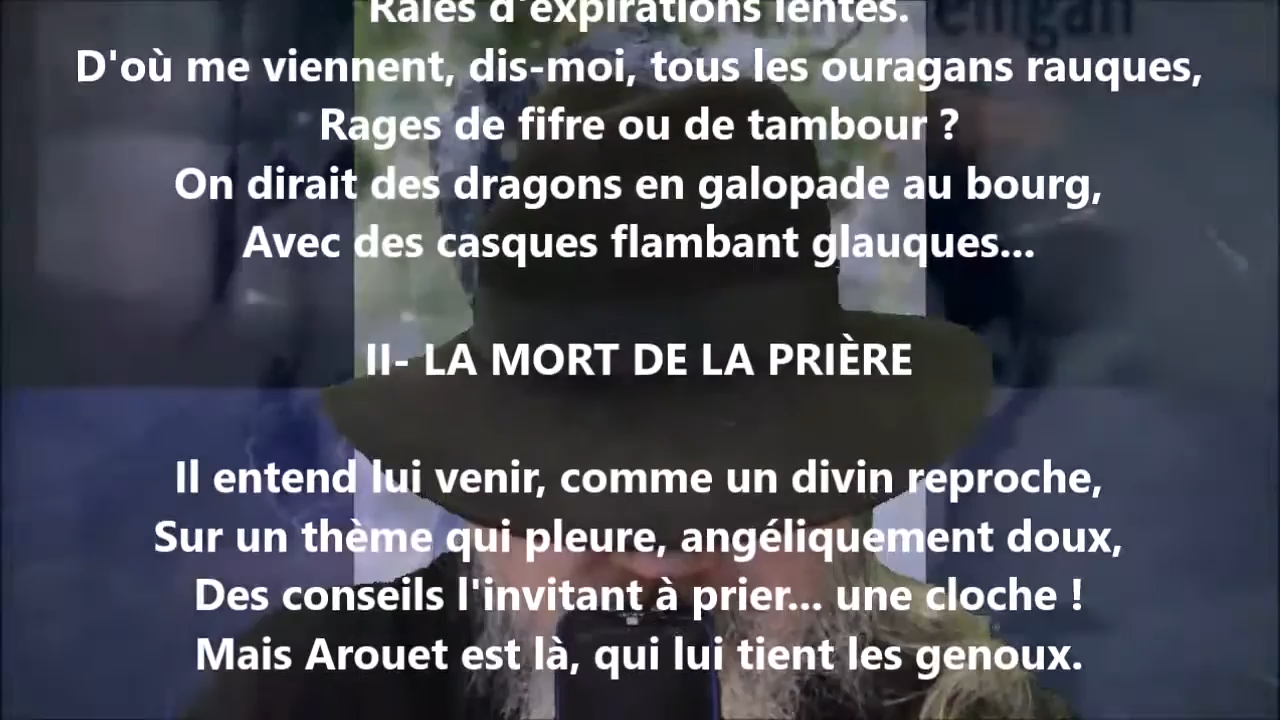 Râles d'expirations lentes.
D'où me viennent, dis-moi, tous les ouragans rauques,
Rages de fifre ou de tambour ?
On dirait des dragons en galopade au bourg,
Avec des casques flambant glauques...
II- LA MORT DE LA PRIÈRE
Il entend lui venir, comme un divin reproche,
Sur un thème qui pleure, angéliquement doux,
Des conseils l'invitant à prier... une cloche !
Mais Arouet est là, qui lui tient les genoux.